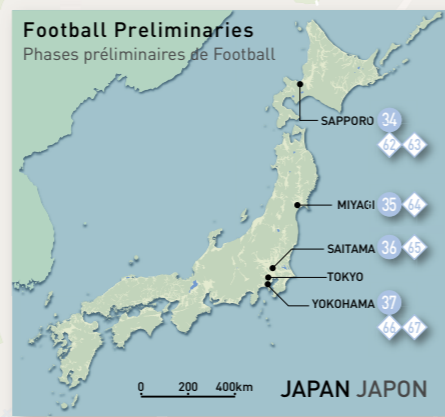 Football Preliminaries
Phases préliminaires de Football
SAPPORO 34
62 63
MIYAGI 35 64
SAITAMA 36 65
TOKYO
YOKOHAMA 37
66 67
0 200 400km
JAPAN JAPON